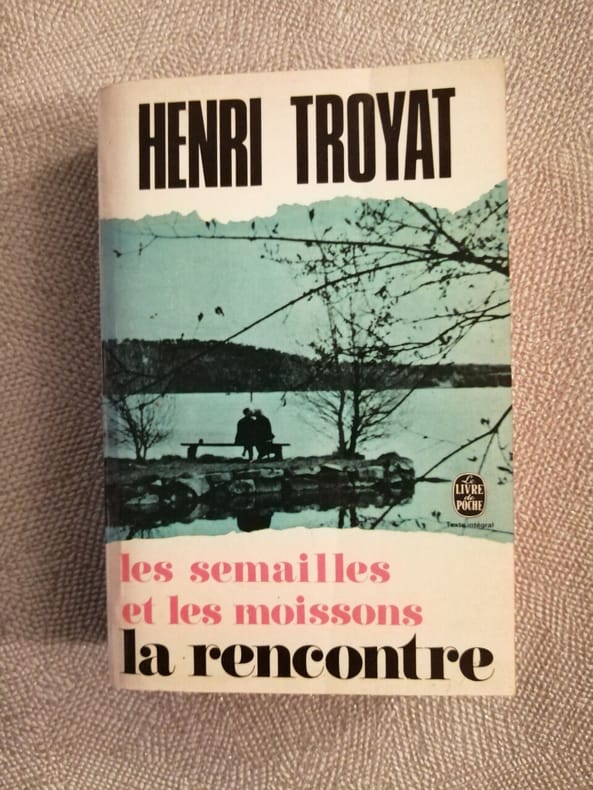 HENRI TROYAT
Le
LIVRE
de
POCHE
Texte intégral
les semailles
et les moissons
la rencontre